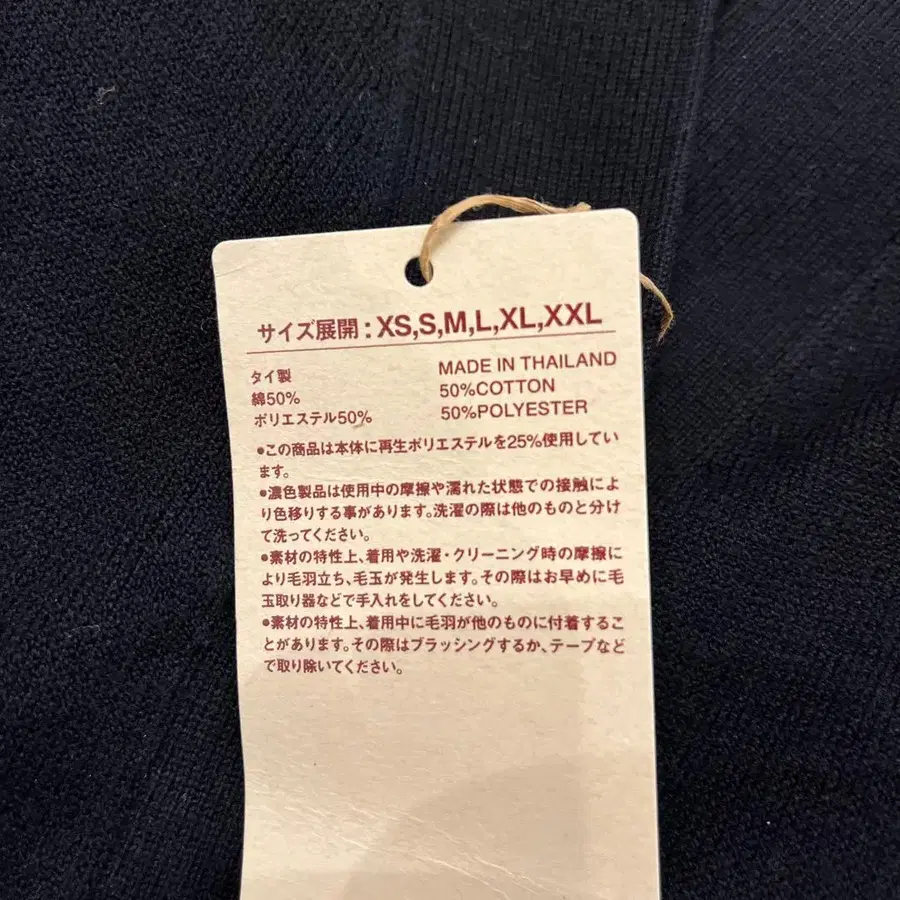 サイズ展開：XS,S,M,L,XL,XXL
タイ製
綿50%
ポリエステル50%
MADE IN THAILAND
50%COTTON
50%POLYESTER
●この商品は本体に再生ポリエステルを25%使用してい
ます。
●濃色製品は使用中の摩擦や濡れた状態での接触によ
り色移りする事があります。洗濯の際は他のものと分け
て洗ってください。
●素材の特性上、着用や洗濯・クリーニング時の摩擦に
より毛羽立ち、毛玉が発生します。その際はお早めに毛
玉取り器などで手入れをしてください。
●素材の特性上、着用中に毛羽が他のものに付着するこ
とがあります。その際はブラッシングするか、テープなど
で取り除いてください。